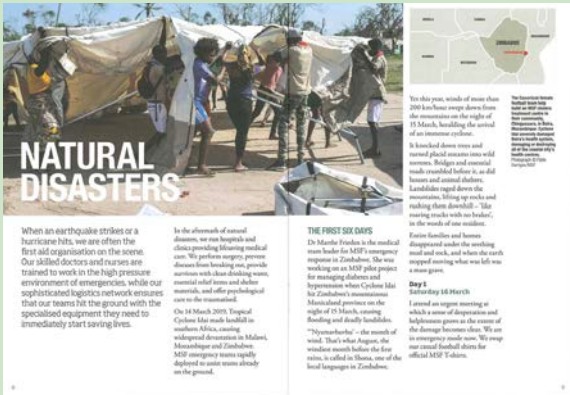 NATURAL
DISASTERS
When an earthquake strikes or a
hurricane hits, we are often the
first aid organisation on the scene.
Our skilled doctors and nurses are
trained to work in the high pressure
environment of emergencies, while our
sophisticated logistics network ensures
that our teams hit the ground with the
specialised equipment they need to
immediately start saving lives.
In the aftermath of natural
disasters, we run hospitals and
clinics providing lifesaving medical
care. We perform surgery, prevent
diseases from breaking out, provide
survivors with clean drinking water,
essential relief items and shelter
materials, and offer psychological
care to the traumatised.
On 14 March 2019, Tropical
Cyclone Idai made landfall in
southern Africa, causing
widespread devastation in Malawi,
Mozambique and Zimbabwe.
MSF emergency teams rapidly
deployed to assist teams already
on the ground.
THE FIRST SIX DAYS
Dr Marthe Frieden is the medical
team leader for MSF's emergency
response in Zimbabwe. She was
working on an MSF pilot project
for managing diabetes and
hypertension when Cyclone Idai
hit Zimbabwe's mountainous
Manicaland province on the
night of 15 March, causing
flooding and deadly landslides.
– the month of
wind. That's what August, the
windiest month before the first
rains, is called in Shona, one of the
local languages in Zimbabwe.
ZIMBABWE
Yet this year, winds of more than
200 km/hour swept down from
the mountains on the night of
15 March, heralding the arrival
of an immense cyclone.
It knocked down trees and
turned placid streams into wild
torrents. Bridges and essential
roads crumbled before it, as did
houses and animal shelters.
Landslides raged down the
mountains, lifting up rocks and
rushing them downhill – 'like
roaring trucks with no brakes',
in the words of one resident.
Entire families and homes
disappeared under the seething
mud and rock, and when the earth
stopped moving what was left was
a mass grave.
Day 1
Saturday 16 March
I attend an urgent meeting at
which a sense of desperation and
helplessness grows as the extent of
the damage becomes clear. We are
in emergency mode now. We swap
our casual football shirts for
official MSF T-shirts.